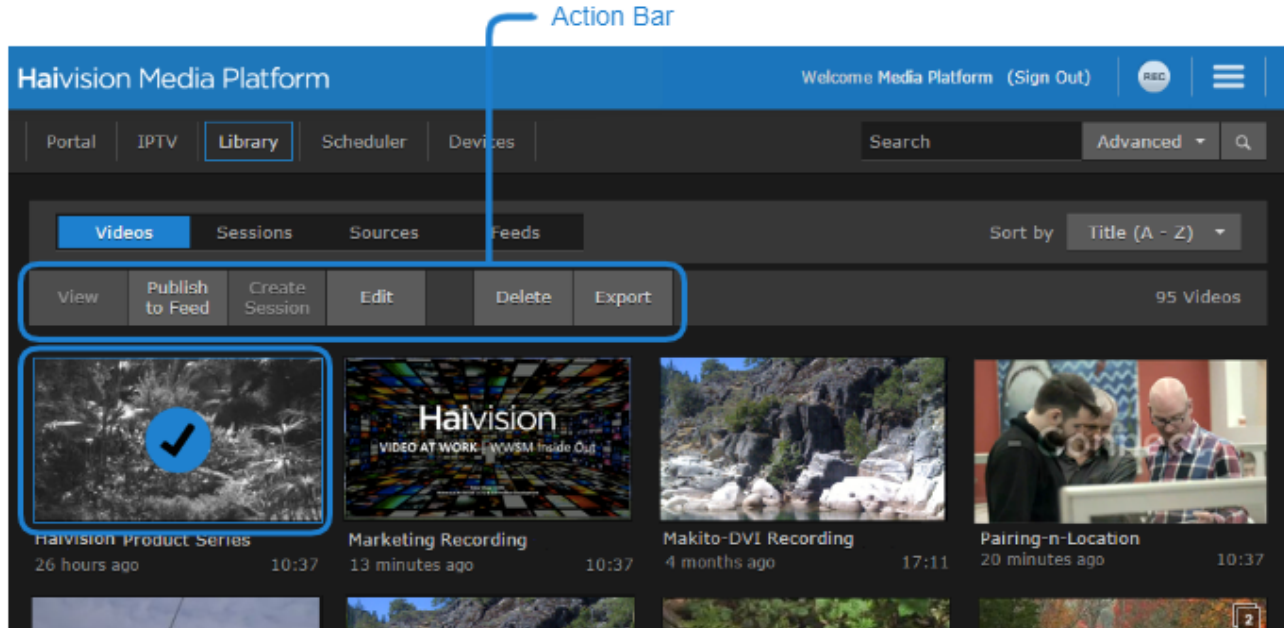 Action Bar
Haivision Media Platform
Welcome Media Platform (Sign Out)
REC
Portal
IPTV
Library
Scheduler
Devices
Search
Advanced
Videos
Sessions
Sources
Feeds
Sort by
Title (A - Z)
View
Publish
to Feed
Create
Session
Edit
Delete
Export
95 Videos
Haivision
VIDEO AT WORK WWSM Inside Out
Haivision Product Series
26 hours ago
10:37
Marketing Recording
13 minutes ago
10:37
Makito-DVI Recording
4 months ago
17:11
Pairing-n-Location
20 minutes ago
10:37
2